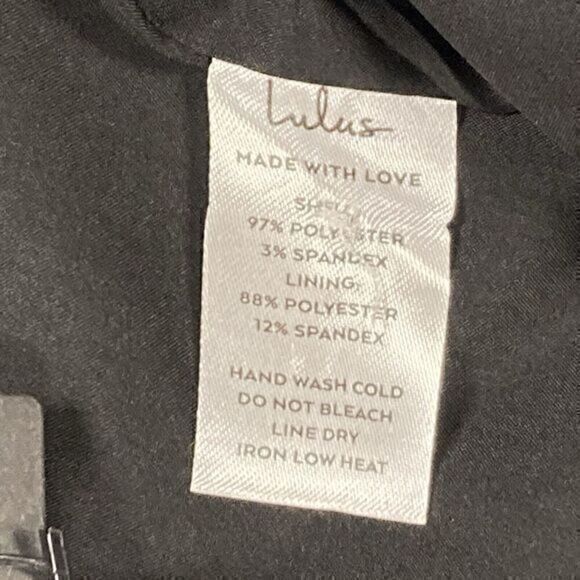 Lulus
MADE WITH LOVE
97% POLYESTER
3% SPANDEX
LINING:
88% POLYESTER
12% SPANDEX
HAND WASH COLD
DO NOT BLEACH
LINE DRY
IRON LOW HEAT